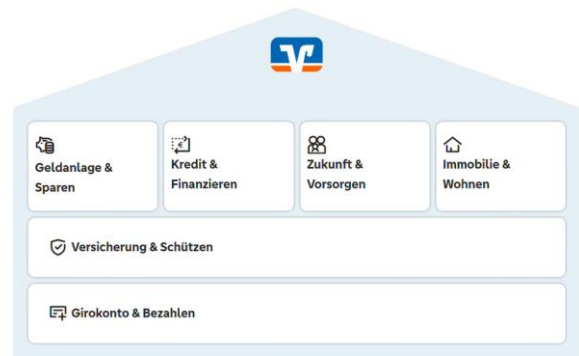 Geldanlage &
Sparen
Kredit &
Finanzieren
Zukunft &
Vorsorgen
Immobilie &
Wohnen
Versicherung & Schützen
Girokonto & Bezahlen